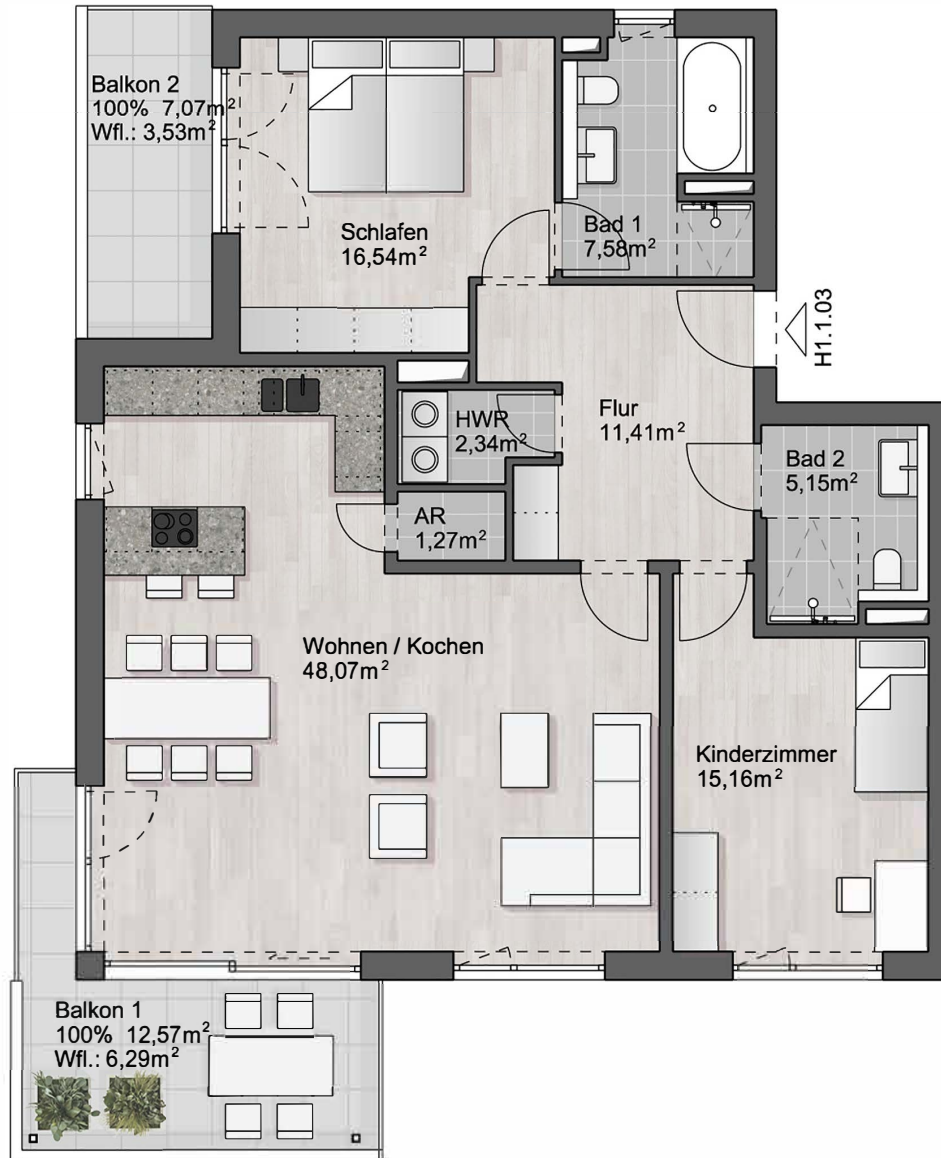 Balkon 2
100% 7,07m²
Wfl.: 3,53m²
Schlafen
16,54m²
Bad 1
7,58m²
H1.1.03
HWR
2,34m²
Flur
11,41m²
Bad 2
5,15m²
AR
1,27m²
Wohnen / Kochen
48,07m²
Kinderzimmer
15,16m²
Balkon 1
100% 12,57m²
Wfl.: 6,29m²